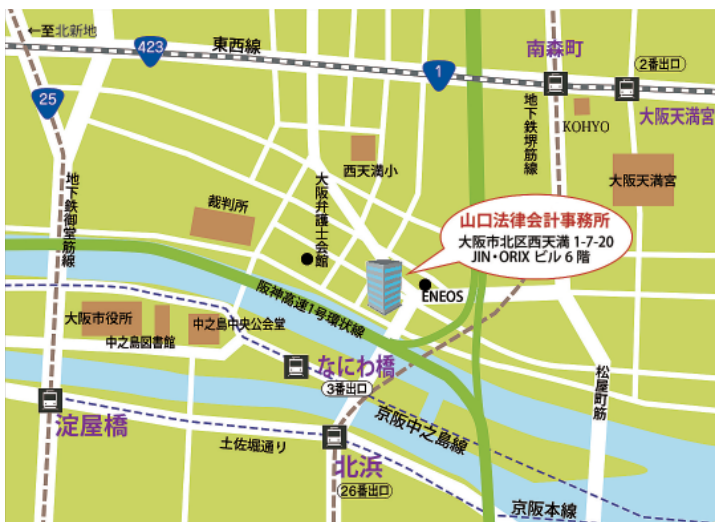 ←至北新地
423
東西線
1
南森町
2番出口
25
大阪天満宮
KOHYO
地下鉄堺筋線
西天満小
大阪天満宮
地下鉄御堂筋線
大阪弁護士会館
裁判所
山口法律会計事務所
大阪市北区西天満 1-7-20
JIN・ORIX ビル 6 階
ENEOS
阪神高速1号環状線
大阪市役所
中之島図書館
中之島中央公会堂
なにわ橋
3番出口
松屋町筋
淀屋橋
京阪中之島線
土佐堀通り
北浜
26番出口
京阪本線